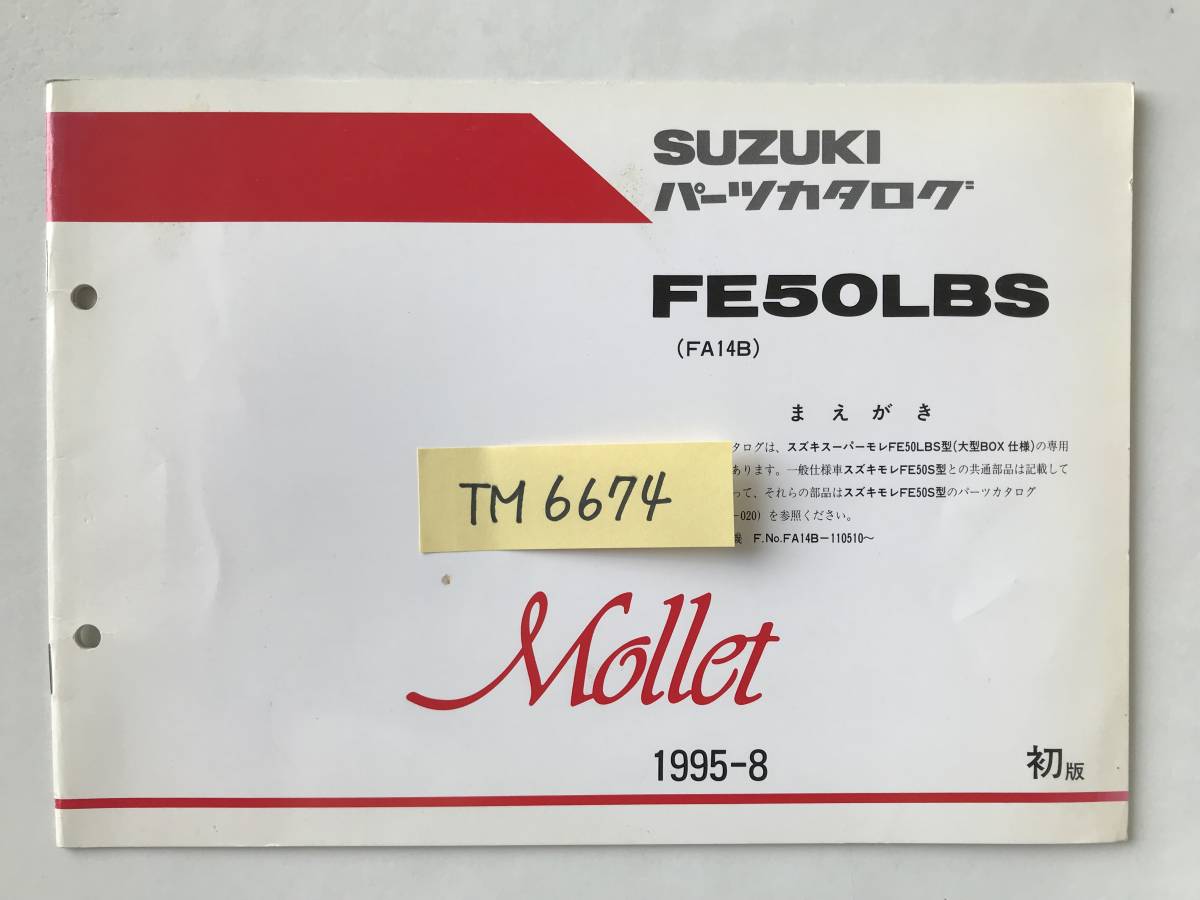 SUZUKI
パーツカタログ
FE50LBS
(FA14B)
まえがき
タログは、スズキスーパーモレFE50LBS型(大型BOX仕様)の専用
あります。一般仕様車スズキモレFE50S型との共通部品は記載して
って、それらの部品はスズキモレFE50S型のパーツカタログ
-020)を参照ください。
機 F.No.FA14B-110510~
TM 6674
Mollet
1995-8
初版